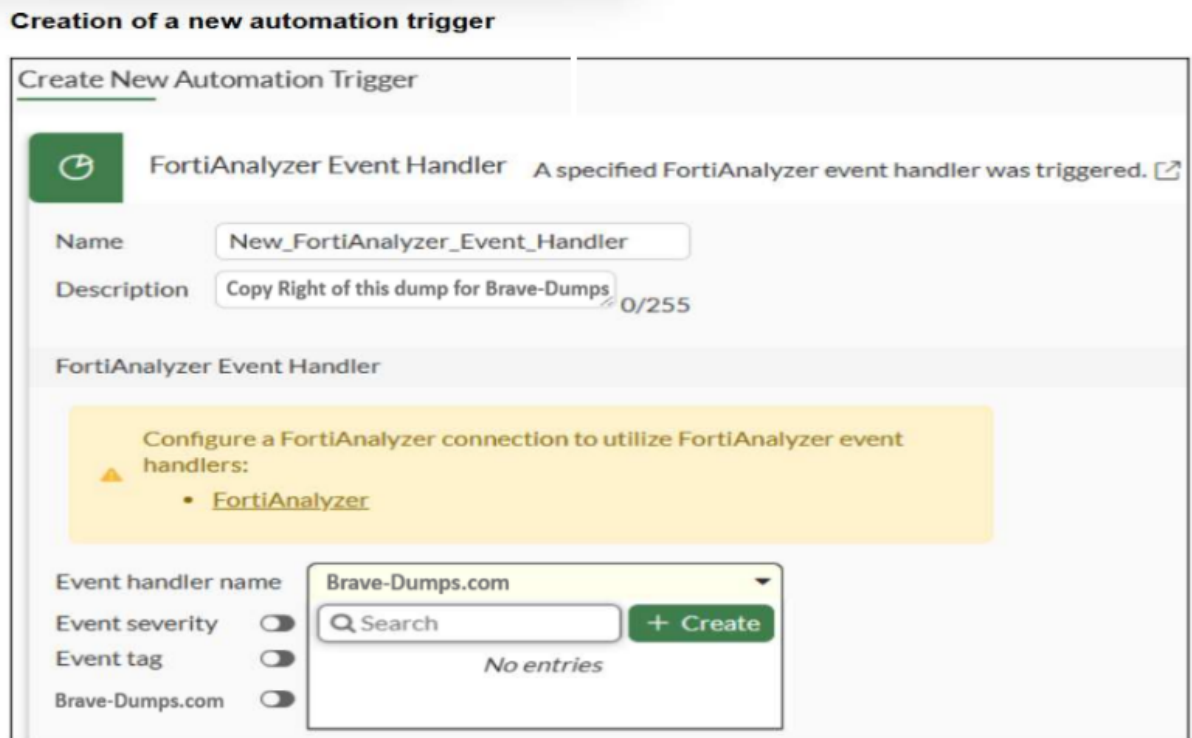 Creation of a new automation trigger
Create New Automation Trigger
FortiAnalyzer Event Handler A specified FortiAnalyzer event handler was triggered.
Name New_FortiAnalyzer_Event_Handler
Description Copy Right of this dump for Brave-Dumps 0/255
FortiAnalyzer Event Handler
Configure a FortiAnalyzer connection to utilize FortiAnalyzer event
handlers:
• FortiAnalyzer
Event handler name Brave-Dumps.com
Event severity Search + Create
Event tag No entries
Brave-Dumps.com